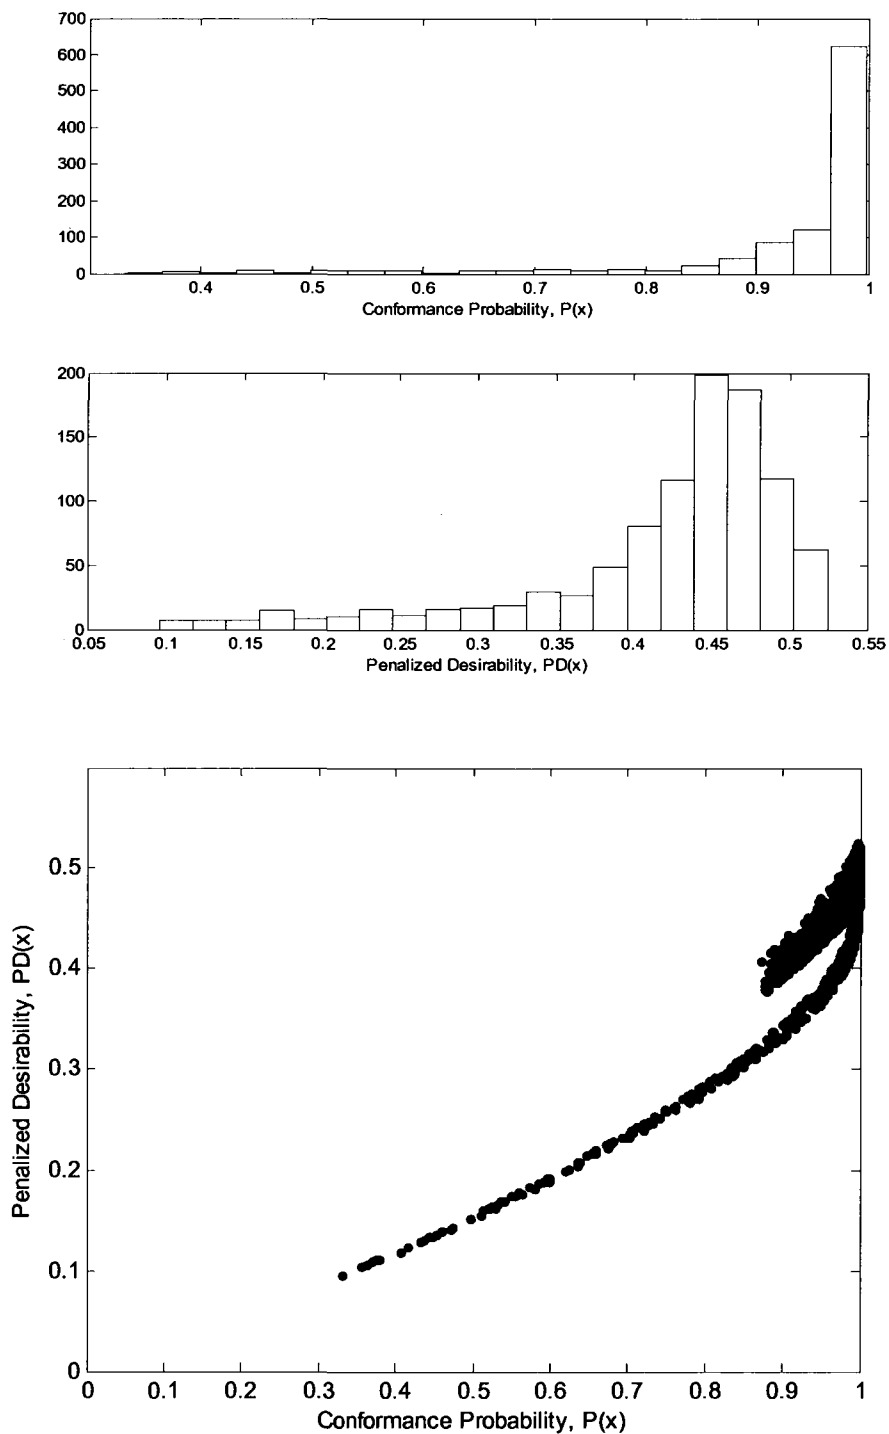 700
600
500
400
300
200
100
0
0.4 0.5 0.6 0.7 0.8 0.9 1
Conformance Probability, P(x)
200
150
100
50
0
0.05 0.1 0.15 0.2 0.25 0.3 0.35 0.4 0.45 0.5 0.55
Penalized Desirability, PD(x)
Penalized Desirability, PD(x)
0.5
0.4
0.3
0.2
0.1
0
0 0.1 0.2 0.3 0.4 0.5 0.6 0.7 0.8 0.9 1
Conformance Probability, P(x)